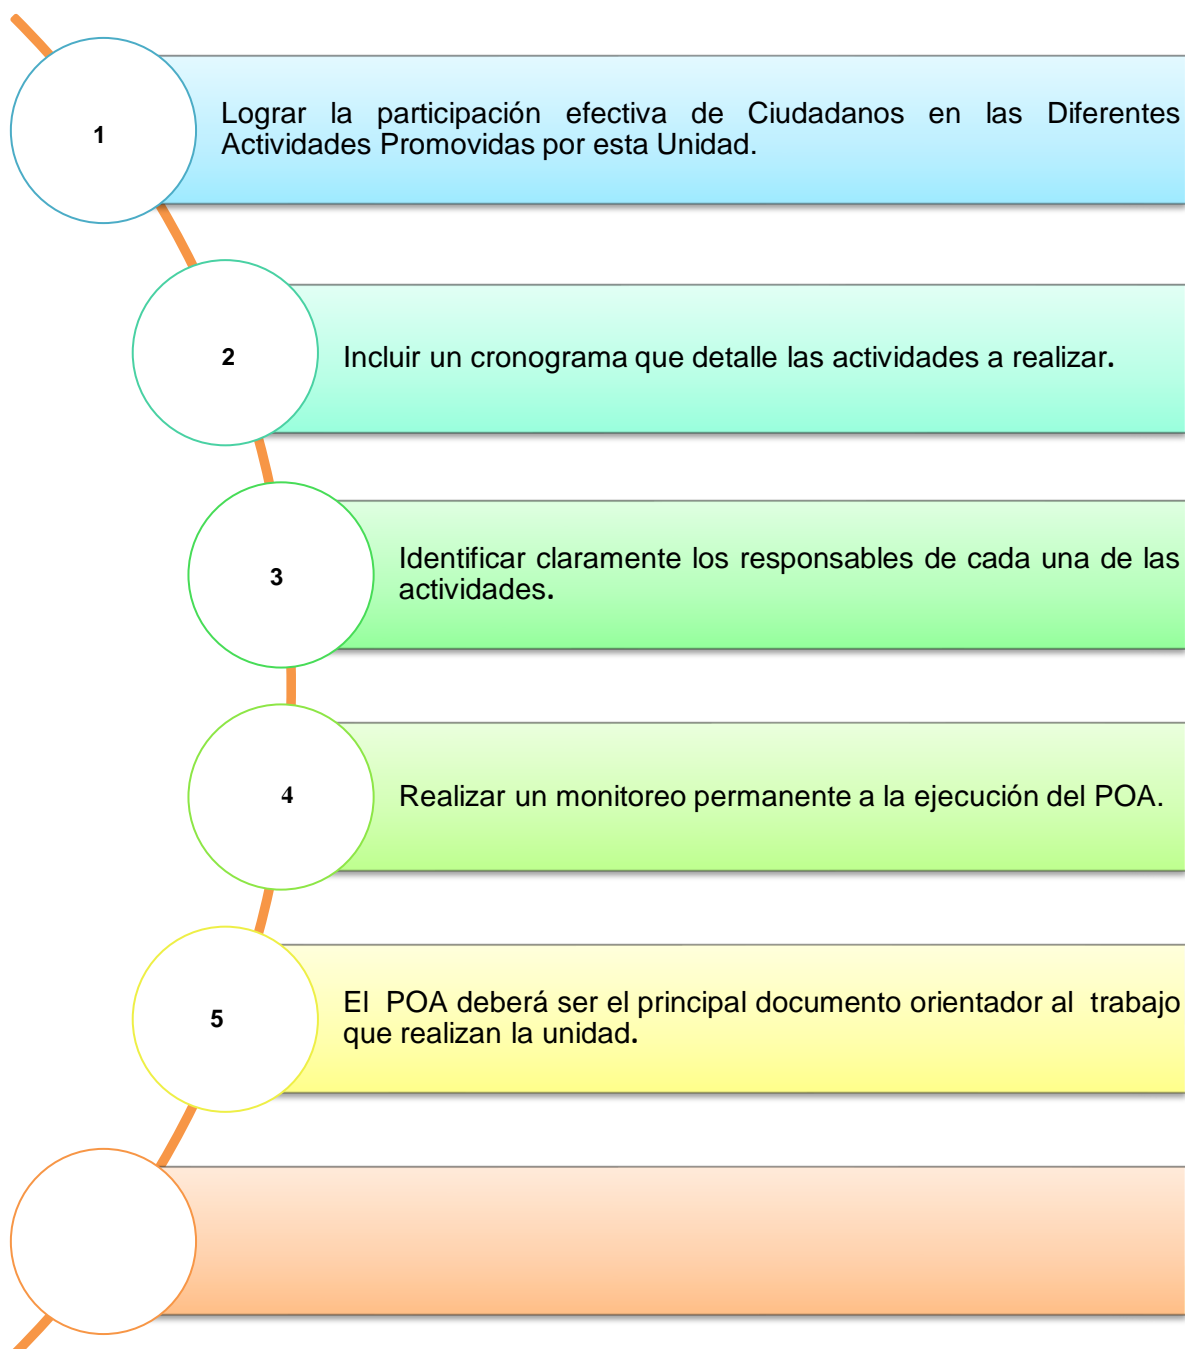 1
Lograr la participación efectiva de Ciudadanos en las Diferentes
Actividades Promovidas por esta Unidad.
2
Incluir un cronograma que detalle las actividades a realizar.
3
Identificar claramente los responsables de cada una de las
actividades.
4
Realizar un monitoreo permanente a la ejecución del POA.
5
El POA deberá ser el principal documento orientador al trabajo
que realizan la unidad.